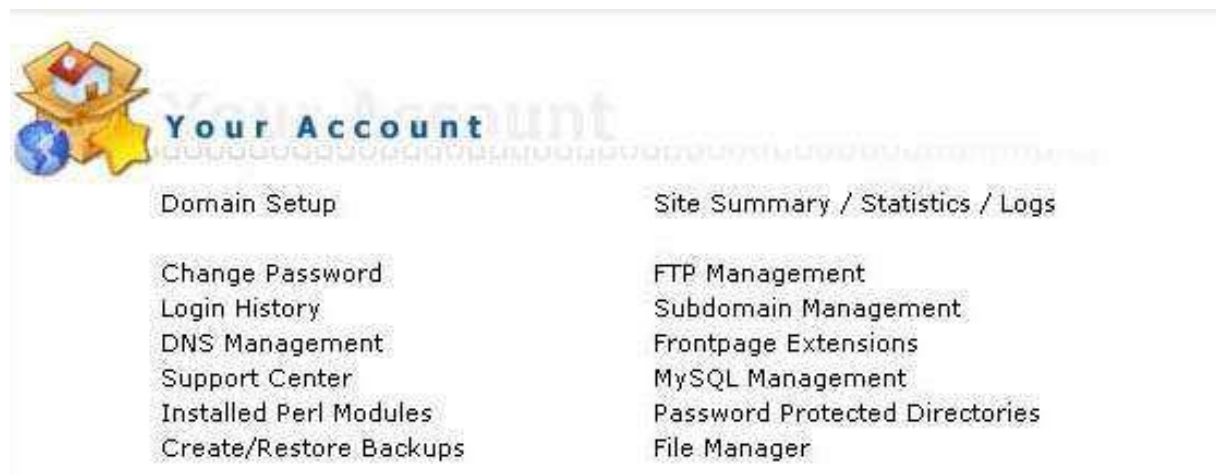 Your Account
Domain Setup
Site Summary / Statistics / Logs
Change Password
FTP Management
Login History
Subdomain Management
DNS Management
Frontpage Extensions
Support Center
MySQL Management
Installed Perl Modules
Password Protected Directories
Create/Restore Backups
File Manager